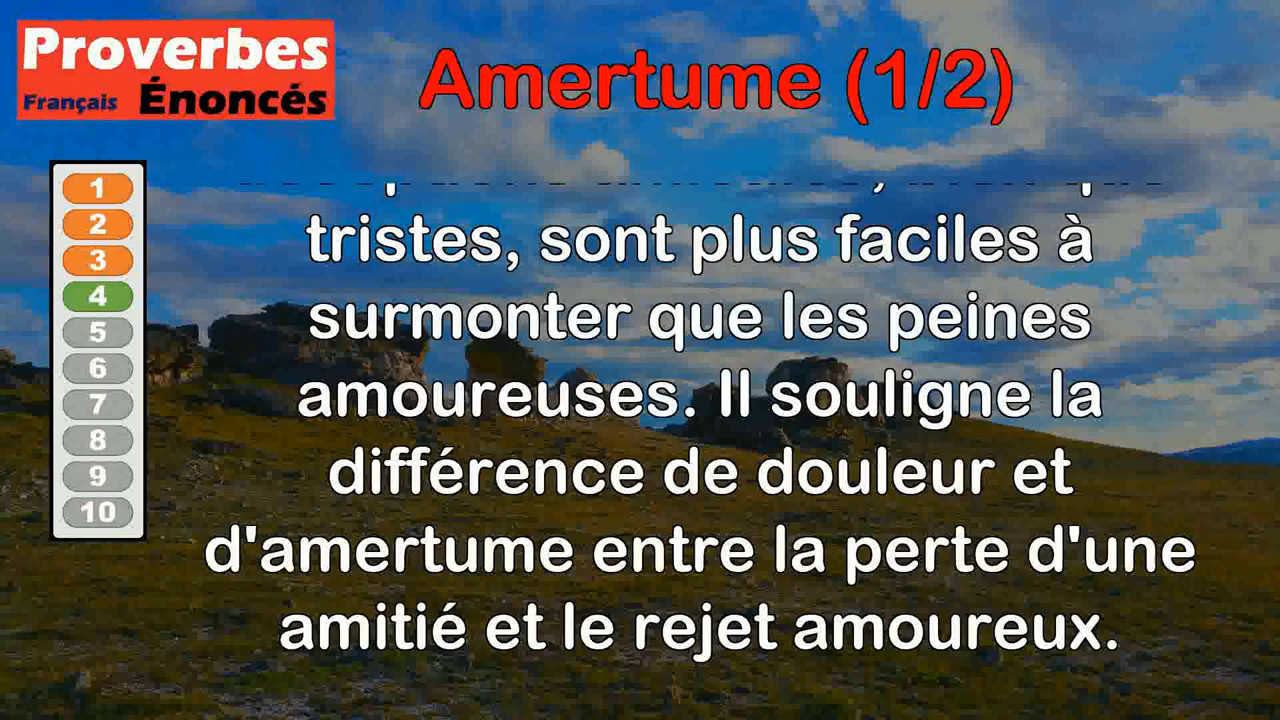 Proverbes
Français Énoncés
Amertume (1/2)
1
2
3
4
5
6
7
8
9
10
tristes, sont plus faciles à
surmonter que les peines
amoureuses. Il souligne la
différence de douleur et
d'amertume entre la perte d'une
amitié et le rejet amoureux.